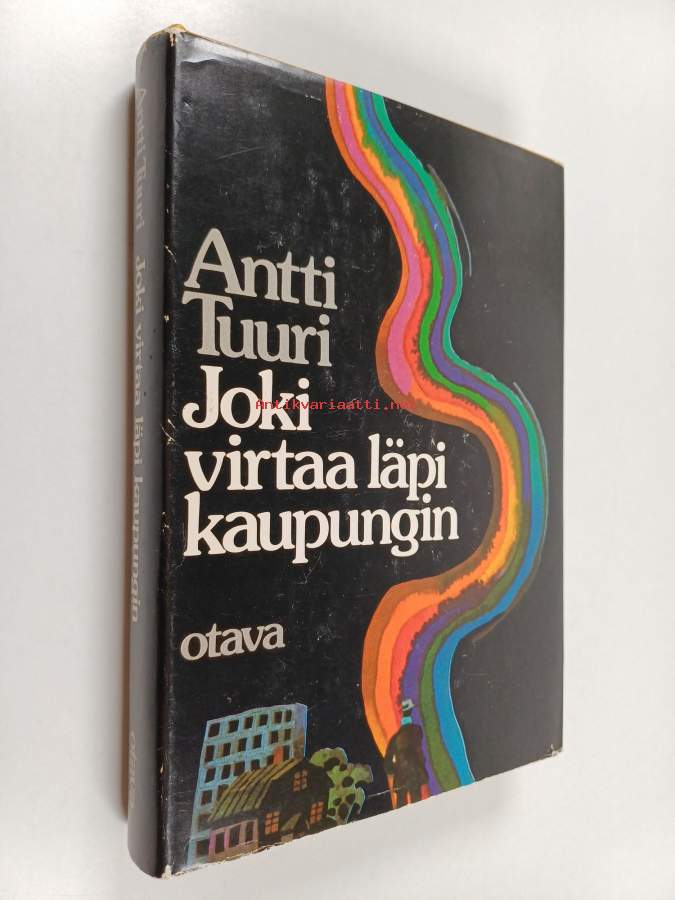 Antti
Tuuri
Joki
virtaa läpi
kaupungin
otava
Antti Tuuri Joki virtaa läpi kaupungin otava
Antikvariaatti.net